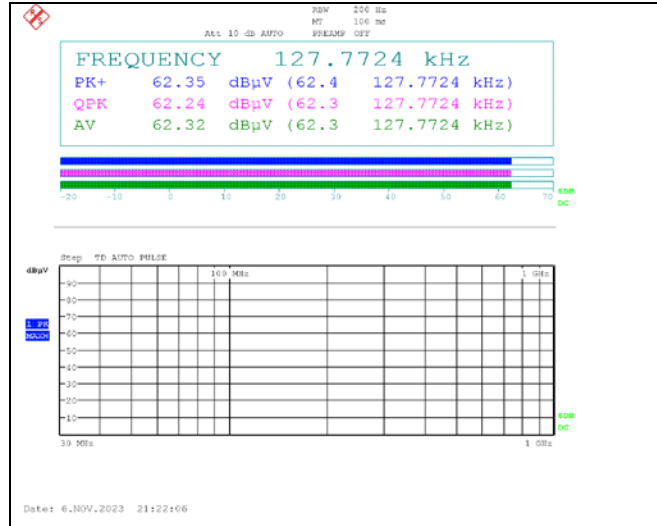 RBW 200 Hz
MT 100 ms
Att 10 dB AUTO PREAMP OFF
FREQUENCY 127.7724 kHz
PK+ 62.35 dBµV (62.4 127.7724 kHz)
QPK 62.24 dBµV (62.3 127.7724 kHz)
AV 62.32 dBµV (62.3 127.7724 kHz)
-20 -10 0 10 20 30 40 50 60 70
6DB
DC
Step TD AUTO PULSE
dBµV 100 MHz 1 GHz
90
80
70
1 PK
MAXH
60
50
40
30
20
10
6DB
DC
30 MHz 1 GHz
Date: 6.NOV.2023 21:22:06